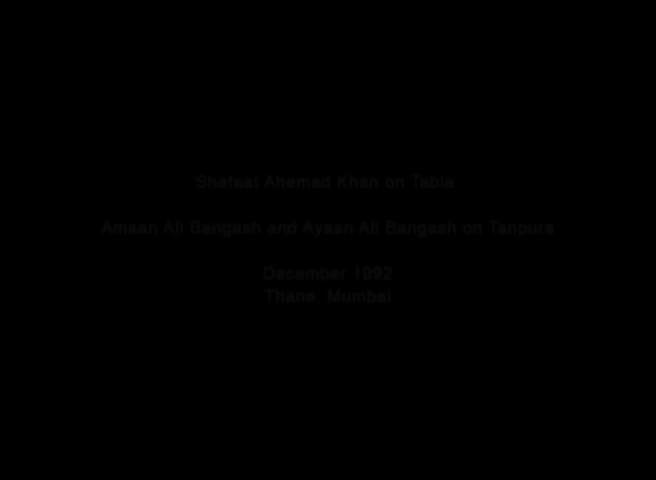 Shafaat Ahemad Khan on Tabla
Amaan Ali Bangash and Ayaan Ali Bangash on Tanpura
December 1992
Thane, Mumbai